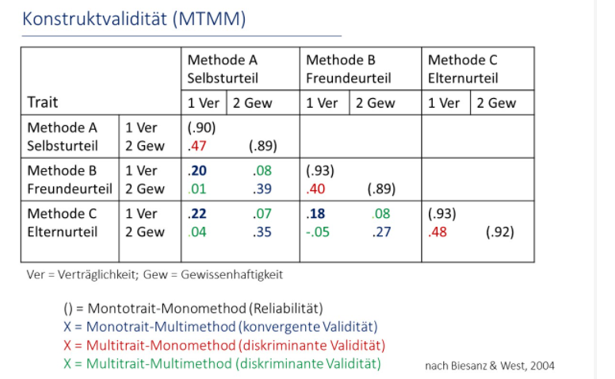 Konstruktvalidität (MTMM)
Methode A Methode B Methode C
Selbsturteil Freundeurteil Elternurteil
Trait 1 Ver 2 Gew 1 Ver 2 Gew 1 Ver 2 Gew
Methode A 1 Ver (.90)
Selbsturteil 2 Gew .47 (.89)
Methode B 1 Ver .20 .08 (.93)
Freundeurteil 2 Gew .01 .39 .40 (.89)
Methode C 1 Ver .22 .07 .18 .08 (.93)
Elternurteil 2 Gew .04 .35 -.05 .27 .48 (.92)
Ver = Verträglichkeit; Gew = Gewissenhaftigkeit
() = Montotrait-Monomethod (Reliabilität)
X = Monotrait-Multimethod (konvergente Validität)
X = Multitrait-Monomethod (diskriminante Validität)
X = Multitrait-Multimethod (diskriminante Validität)
nach Biesanz & West, 2004